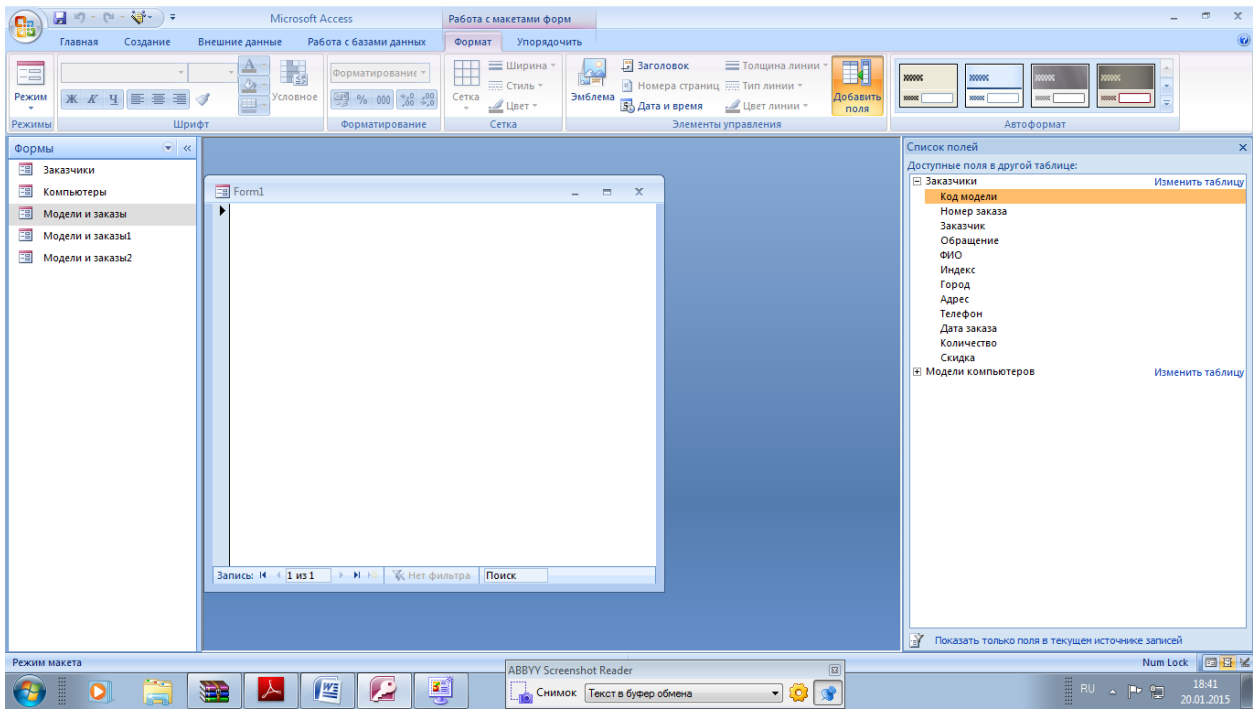 Microsoft Access
Работа с макетами форм
Главная
Создание
Внешние данные
Работа с базами данных
Формат
Упорядочить
Режим
Режимы
Ж К Ч
Условное
Шрифт
Форматирование
% 000
Форматирование
Сетка
Ширина
Стиль
Цвет
Сетка
Эмблема
Заголовок
Номера страниц
Дата и время
Толщина линии
Тип линии
Цвет линии
Добавить
поля
Элементы управления
Автоформат
Формы
Заказчики
Компьютеры
Модели и заказы
Модели и заказы1
Модели и заказы2
Form1
Запись:
1 из 1
Нет фильтра
Поиск
Список полей
Доступные поля в другой таблице:
Заказчики
Изменить таблицу
Код модели
Номер заказа
Заказчик
Обращение
ФИО
Индекс
Город
Адрес
Телефон
Дата заказа
Количество
Скидка
Модели компьютеров
Изменить таблицу
Показать только поля в текущем источнике записей
Режим макета
Num Lock
ABBYY Screenshot Reader
Снимок
Текст в буфер обмена
RU
18:41
20.01.2015